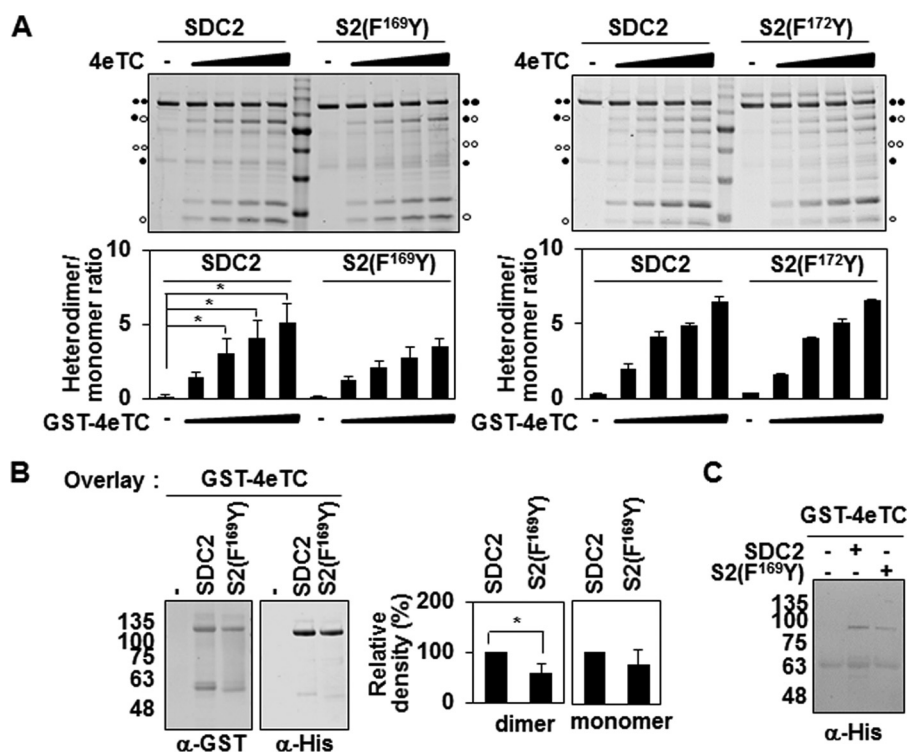 A
SDC2 S2(F¹⁶⁹Y) SDC2 S2(F¹⁷²Y)
4eTC - - 4eTC - -
10
5
0
Heterodimer/
monomer ratio
SDC2 S2(F¹⁶⁹Y)
* * *
GST-4eTC - -
10
5
0
Heterodimer/
monomer ratio
SDC2 S2(F¹⁷²Y)
GST-4eTC - -
B
Overlay : GST-4eTC
- SDC2 S2(F¹⁶⁹Y) - SDC2 S2(F¹⁶⁹Y)
135
100
75
63
48
α-GST α-His
SDC2 S2(F¹⁶⁹Y) SDC2 S2(F¹⁶⁹Y)
Relative
density (%)
200
100
0
*
dimer monomer
C
GST-4eTC
SDC2 - + -
S2(F¹⁶⁹Y) - - +
135
100
75
63
48
α-His